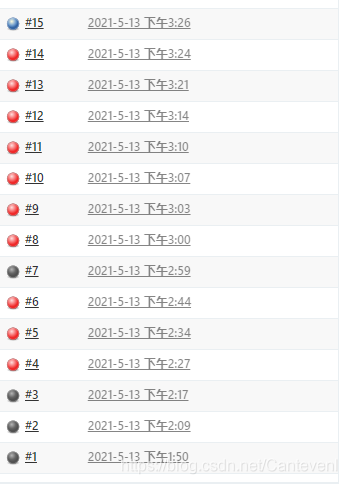 #15 2021-5-13 下午3:26
#14 2021-5-13 下午3:24
#13 2021-5-13 下午3:21
#12 2021-5-13 下午3:14
#11 2021-5-13 下午3:10
#10 2021-5-13 下午3:07
#9 2021-5-13 下午3:03
#8 2021-5-13 下午3:00
#7 2021-5-13 下午2:59
#6 2021-5-13 下午2:44
#5 2021-5-13 下午2:34
#4 2021-5-13 下午2:27
#3 2021-5-13 下午2:17
#2 2021-5-13 下午2:09
#1 2021-5-13 下午1:50
https://blog.csdn.net/Cantevenl